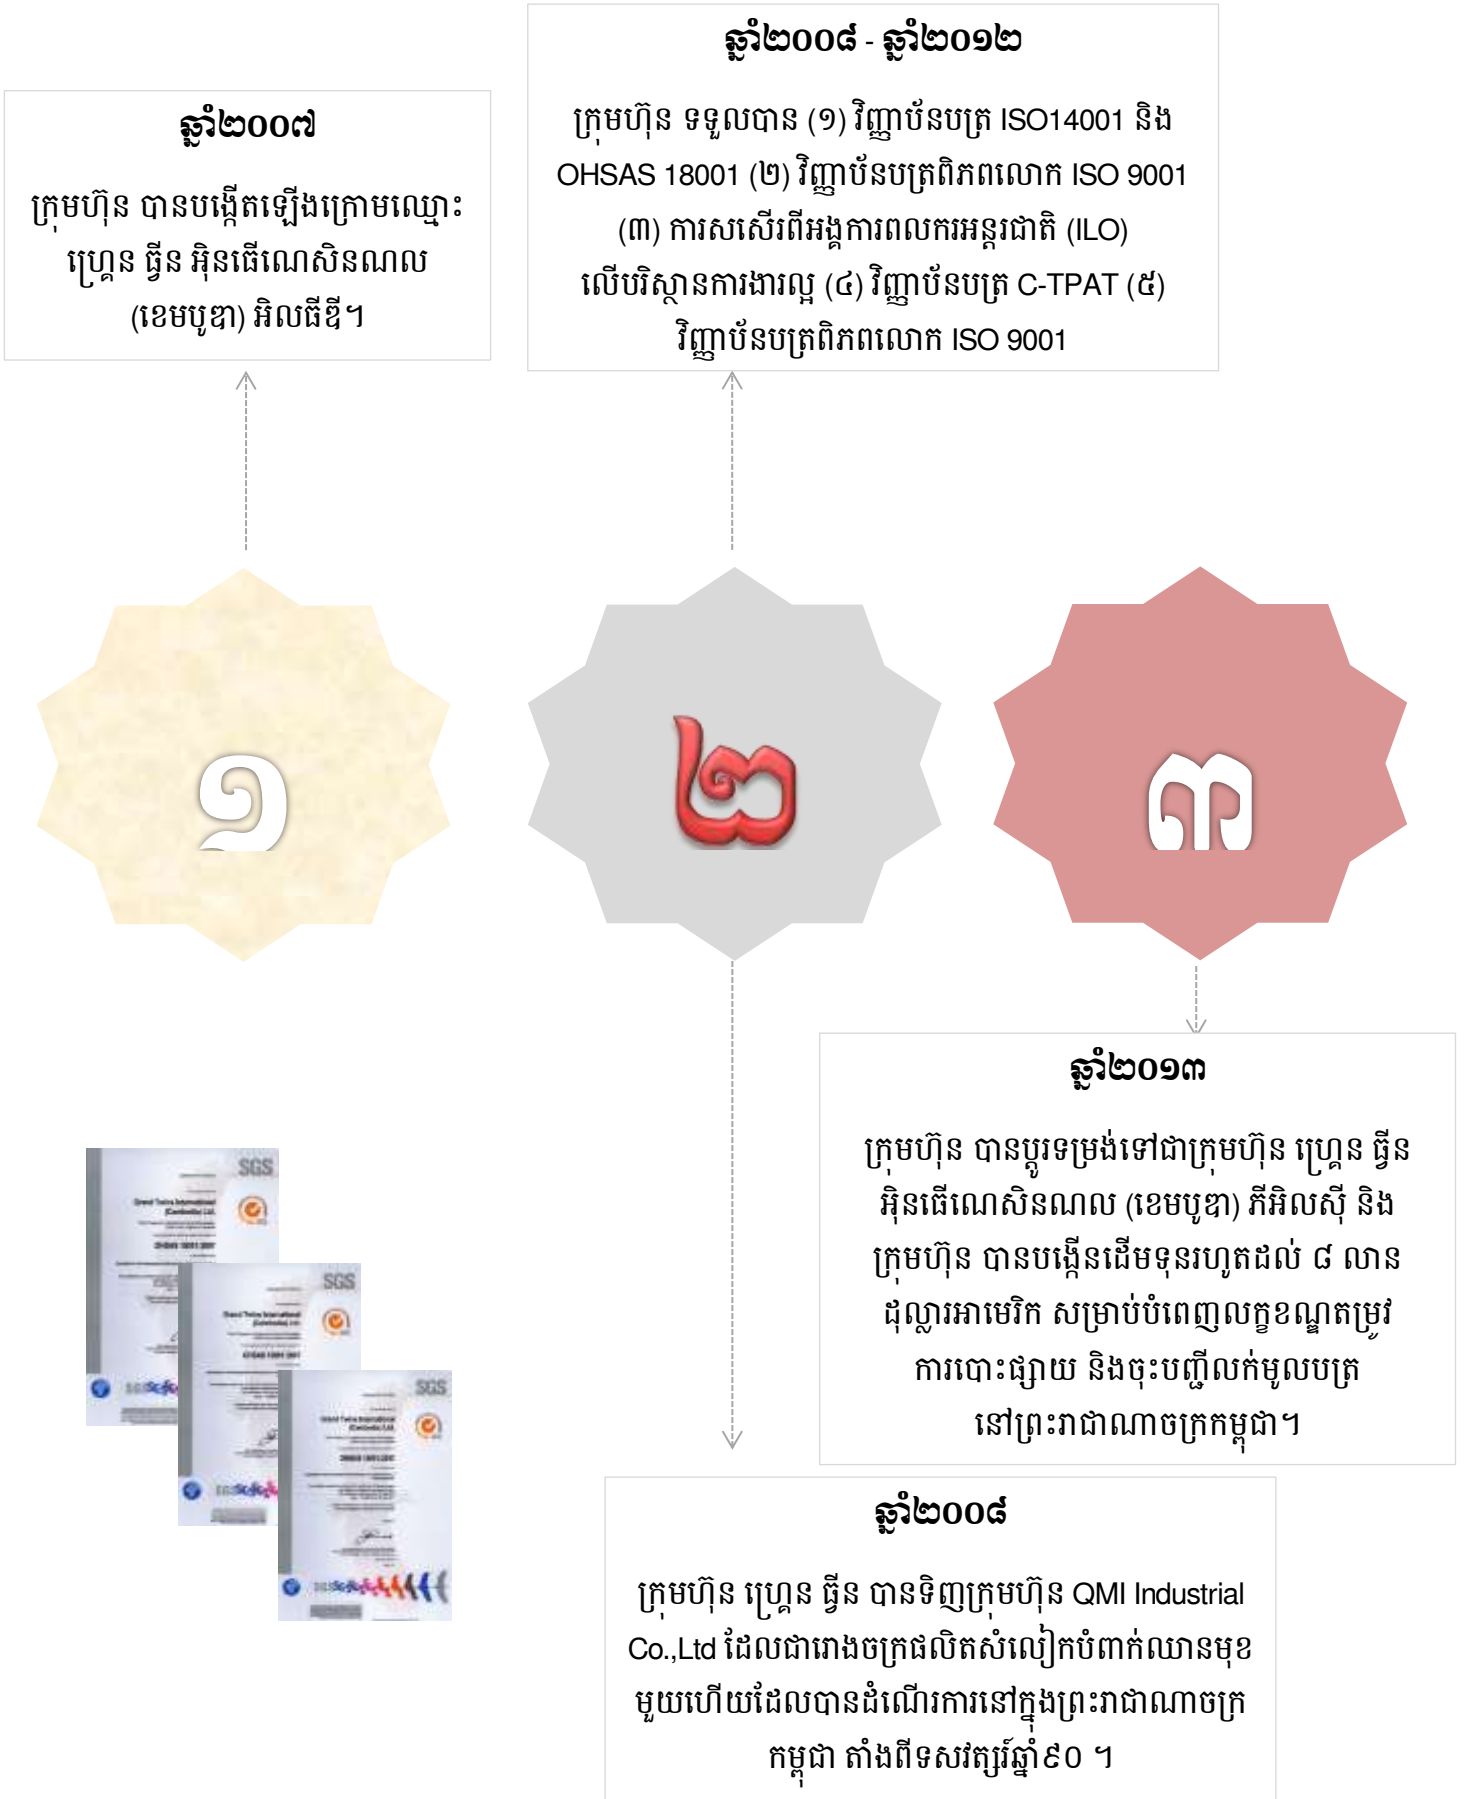 ឆ្នាំ២០០៨ - ឆ្នាំ២០១២
ក្រុមហ៊ុន ទទួលបាន (១) វិញ្ញាប័នបត្រ ISO14001 និង
OHSAS 18001 (២) វិញ្ញាប័នបត្រពិភពលោក ISO 9001
(៣) ការសសើរពីអង្គការពលករអន្តរជាតិ (ILO)
លើបរិស្ថានការងារល្អ (៤) វិញ្ញាប័នបត្រ C-TPAT (៥)
វិញ្ញាប័នបត្រពិភពលោក ISO 9001
ឆ្នាំ២០០៧
ក្រុមហ៊ុន បានបង្កើតឡើងក្រោមឈ្មោះ
ហ្គ្រេន ធ្វីន អ៊ិនធើណេសិនណល
(ខេមបូឌា) អិលធីឌី។
១
២
៣
ឆ្នាំ២០១៣
ក្រុមហ៊ុន បានប្តូរទម្រង់ទៅជាក្រុមហ៊ុន ហ្គ្រេន ធ្វីន
អ៊ិនធើណេសិនណល (ខេមបូឌា) ភីអិលស៊ី និង
ក្រុមហ៊ុន បានបង្កើនដើមទុនរហូតដល់ ៨ លាន
ដុល្លារអាមេរិក សម្រាប់បំពេញលក្ខខណ្ឌតម្រូវ
ការបោះផ្សាយ និងចុះបញ្ជីលក់មូលបត្រ
នៅព្រះរាជាណាចក្រកម្ពុជា។
SGS
Grand Twins International
(Cambodia) Ltd.
SGS
Grand Twins International
(Cambodia) Ltd.
SGS
Grand Twins International
(Cambodia) Ltd.
ឆ្នាំ២០០៨
ក្រុមហ៊ុន ហ្គ្រេន ធ្វីន បានទិញក្រុមហ៊ុន QMI Industrial
Co.,Ltd ដែលជារោងចក្រផលិតសំលៀកបំពាក់ឈានមុខ
មួយហើយដែលបានដំណើរការនៅក្នុងព្រះរាជាណាចក្រ
កម្ពុជា តាំងពីទសវត្សរ៍ឆ្នាំ៩០ ។